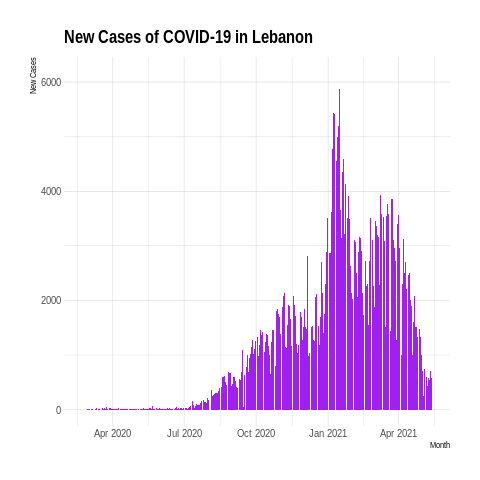 New Cases of COVID-19 in Lebanon
New Cases
6000
4000
2000
0
Apr 2020 Jul 2020 Oct 2020 Jan 2021 Apr 2021
Month